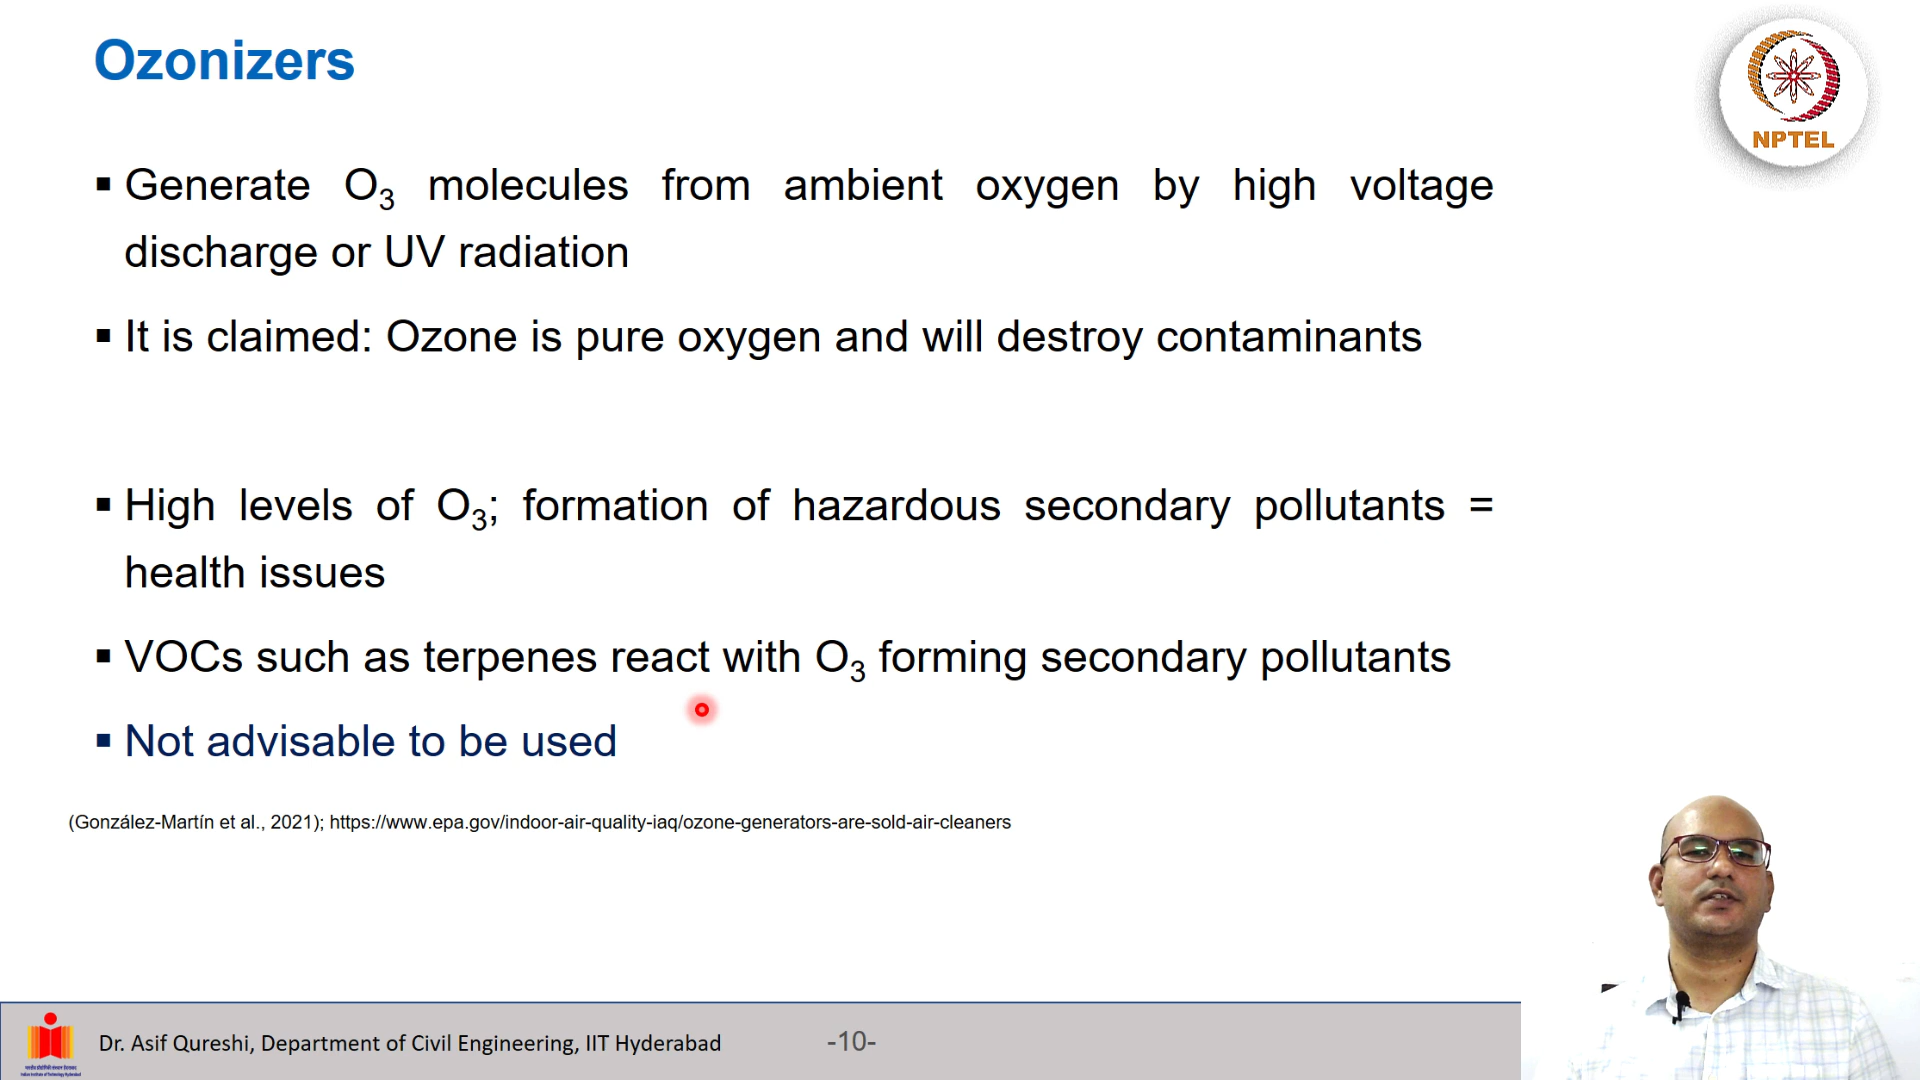 Ozonizers
NPTEL
▪ Generate O₃ molecules from ambient oxygen by high voltage
discharge or UV radiation
▪ It is claimed: Ozone is pure oxygen and will destroy contaminants
▪ High levels of O₃; formation of hazardous secondary pollutants =
health issues
▪ VOCs such as terpenes react with O₃ forming secondary pollutants
▪ Not advisable to be used
(González-Martín et al., 2021); https://www.epa.gov/indoor-air-quality-iaq/ozone-generators-are-sold-air-cleaners
Dr. Asif Qureshi, Department of Civil Engineering, IIT Hyderabad
-10-